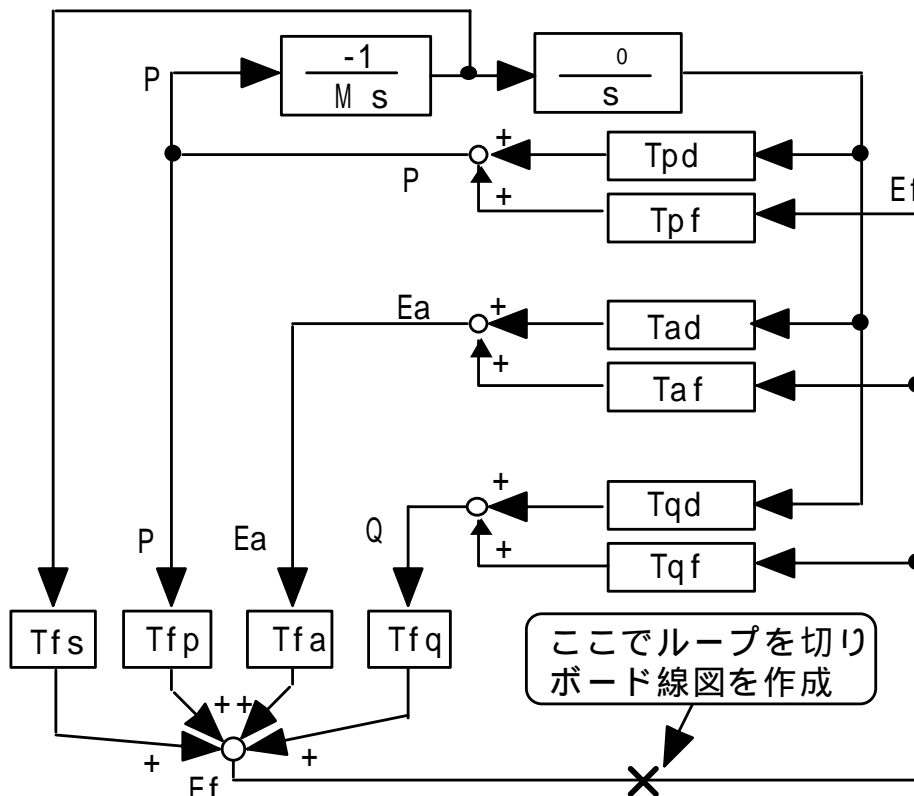 P
-1
M s
0
s
+
Tpd
P
+
Tpf
Ef
Ea
+
Tad
+
Taf
+
Tqd
P
Ea
Q
+
Tqf
Tfs
Tfp
Tfa
Tfq
ここでループを切り
ボード線図を作成
+ +
+
+
Ef